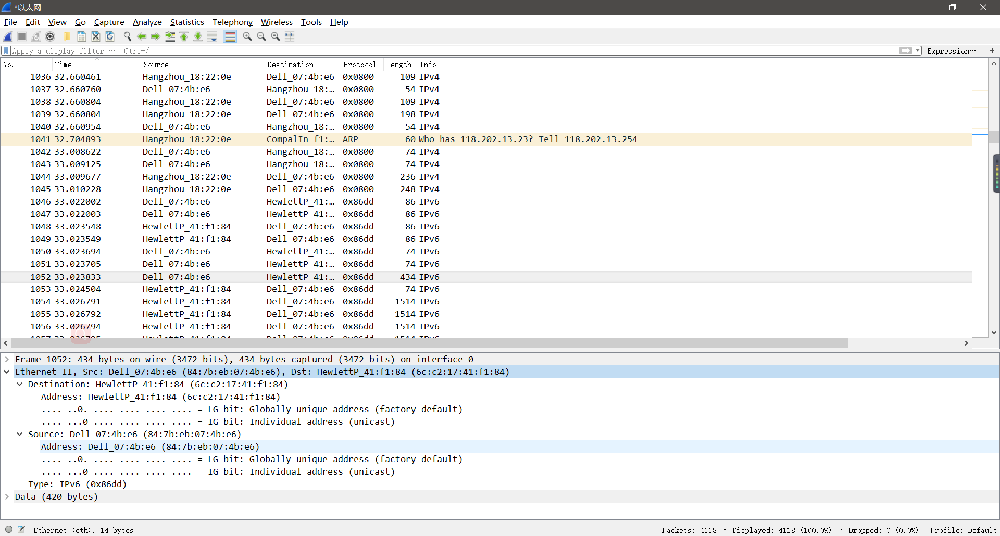 *以太网
File Edit View Go Capture Analyze Statistics Telephony Wireless Tools Help
Apply a display filter ··· <Ctrl-/> Expression··· +
No. Time Source Destination Protocol Length Info
1036 32.660461 Hangzhou_18:22:0e Dell_07:4b:e6 0x0800 109 IPv4
1037 32.660760 Dell_07:4b:e6 Hangzhou_18:… 0x0800 54 IPv4
1038 32.660804 Hangzhou_18:22:0e Dell_07:4b:e6 0x0800 109 IPv4
1039 32.660804 Hangzhou_18:22:0e Dell_07:4b:e6 0x0800 198 IPv4
1040 32.660954 Dell_07:4b:e6 Hangzhou_18:… 0x0800 54 IPv4
1041 32.704893 Hangzhou_18:22:0e CompalIn_f1:… ARP 60 Who has 118.202.13.23? Tell 118.202.13.254
1042 33.008622 Dell_07:4b:e6 Hangzhou_18:… 0x0800 74 IPv4
1043 33.009125 Dell_07:4b:e6 Hangzhou_18:… 0x0800 74 IPv4
1044 33.009677 Hangzhou_18:22:0e Dell_07:4b:e6 0x0800 236 IPv4
1045 33.010228 Hangzhou_18:22:0e Dell_07:4b:e6 0x0800 248 IPv4
1046 33.022002 Dell_07:4b:e6 HewlettP_41:… 0x86dd 86 IPv6
1047 33.022003 Dell_07:4b:e6 HewlettP_41:… 0x86dd 86 IPv6
1048 33.023548 HewlettP_41:f1:84 Dell_07:4b:e6 0x86dd 86 IPv6
1049 33.023549 HewlettP_41:f1:84 Dell_07:4b:e6 0x86dd 86 IPv6
1050 33.023694 Dell_07:4b:e6 HewlettP_41:… 0x86dd 74 IPv6
1051 33.023705 Dell_07:4b:e6 HewlettP_41:… 0x86dd 74 IPv6
1052 33.023833 Dell_07:4b:e6 HewlettP_41:… 0x86dd 434 IPv6
1053 33.024504 HewlettP_41:f1:84 Dell_07:4b:e6 0x86dd 74 IPv6
1054 33.026791 HewlettP_41:f1:84 Dell_07:4b:e6 0x86dd 1514 IPv6
1055 33.026792 HewlettP_41:f1:84 Dell_07:4b:e6 0x86dd 1514 IPv6
1056 33.026794 HewlettP_41:f1:84 Dell_07:4b:e6 0x86dd 1514 IPv6
Frame 1052: 434 bytes on wire (3472 bits), 434 bytes captured (3472 bits) on interface 0
Ethernet II, Src: Dell_07:4b:e6 (84:7b:eb:07:4b:e6), Dst: HewlettP_41:f1:84 (6c:c2:17:41:f1:84)
Destination: HewlettP_41:f1:84 (6c:c2:17:41:f1:84)
Address: HewlettP_41:f1:84 (6c:c2:17:41:f1:84)
.... ..0. .... .... .... .... = LG bit: Globally unique address (factory default)
.... ...0 .... .... .... .... = IG bit: Individual address (unicast)
Source: Dell_07:4b:e6 (84:7b:eb:07:4b:e6)
Address: Dell_07:4b:e6 (84:7b:eb:07:4b:e6)
.... ..0. .... .... .... .... = LG bit: Globally unique address (factory default)
.... ...0 .... .... .... .... = IG bit: Individual address (unicast)
Type: IPv6 (0x86dd)
Data (420 bytes)
Ethernet (eth), 14 bytes Packets: 4118 · Displayed: 4118 (100.0%) · Dropped: 0 (0.0%) Profile: Default